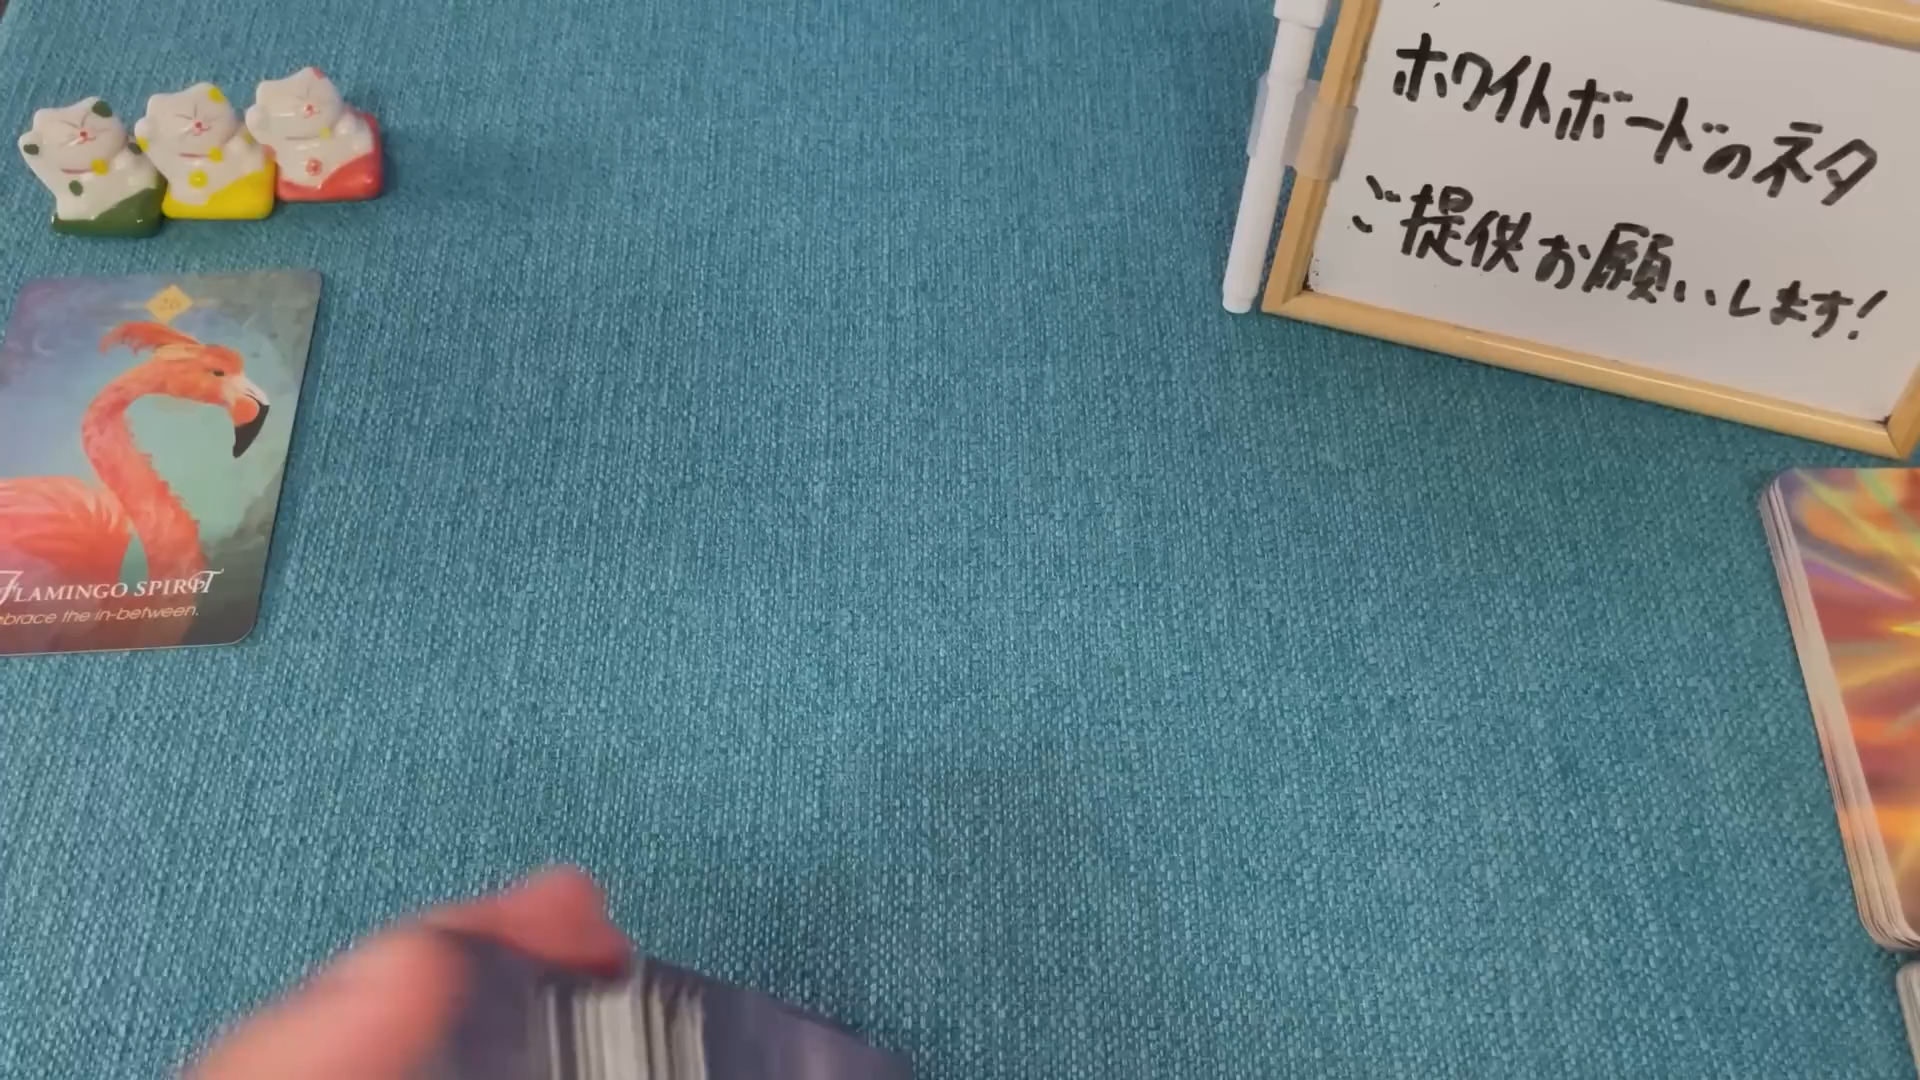 ホワイトボードのネタ
ご提供お願いします!
26
FLAMINGO SPIRIT
brace the in-between.